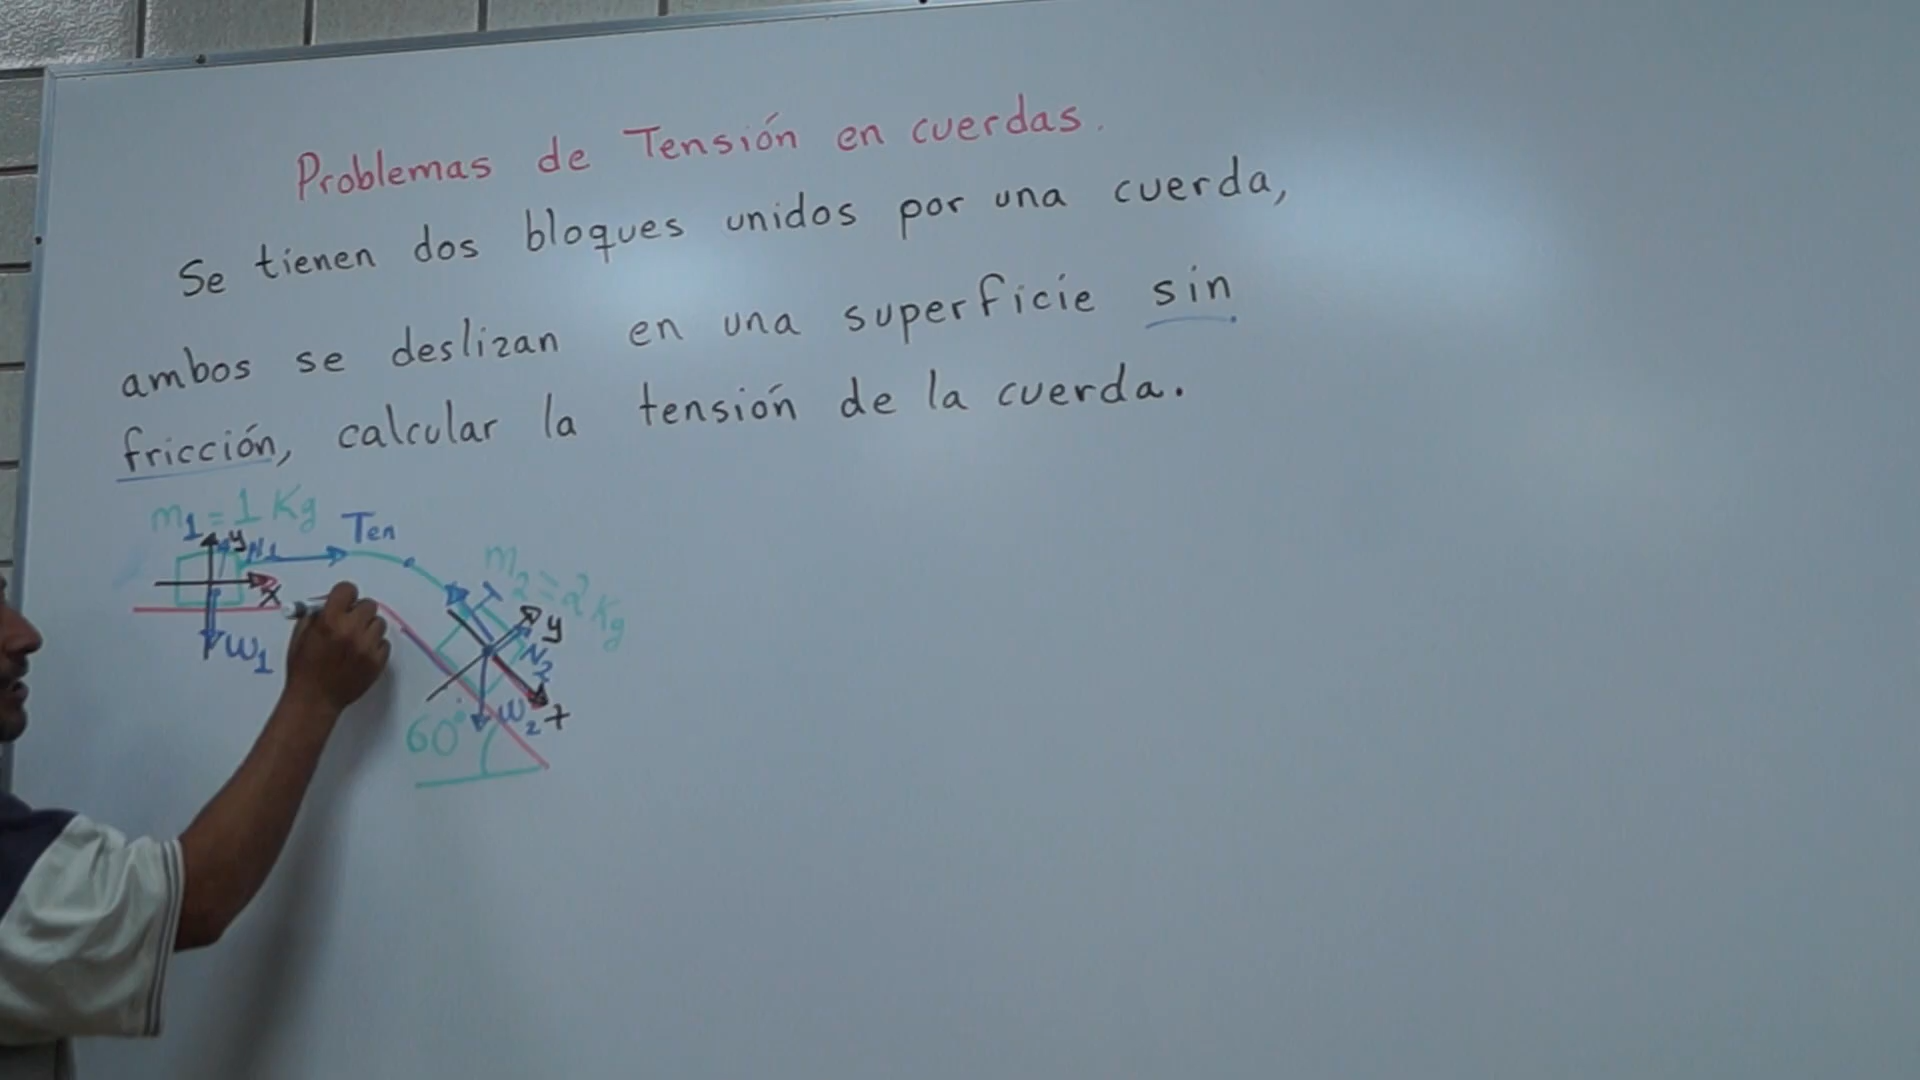 Problemas de Tensión en cuerdas.
Se tienen dos bloques unidos por una cuerda,
ambos se deslizan en una superficie sin
fricción, calcular la tensión de la cuerda.
m1 = 1 Kg
Ten
y N1
x
W1
m2 = 2 Kg
T
y
N2
W2
60°